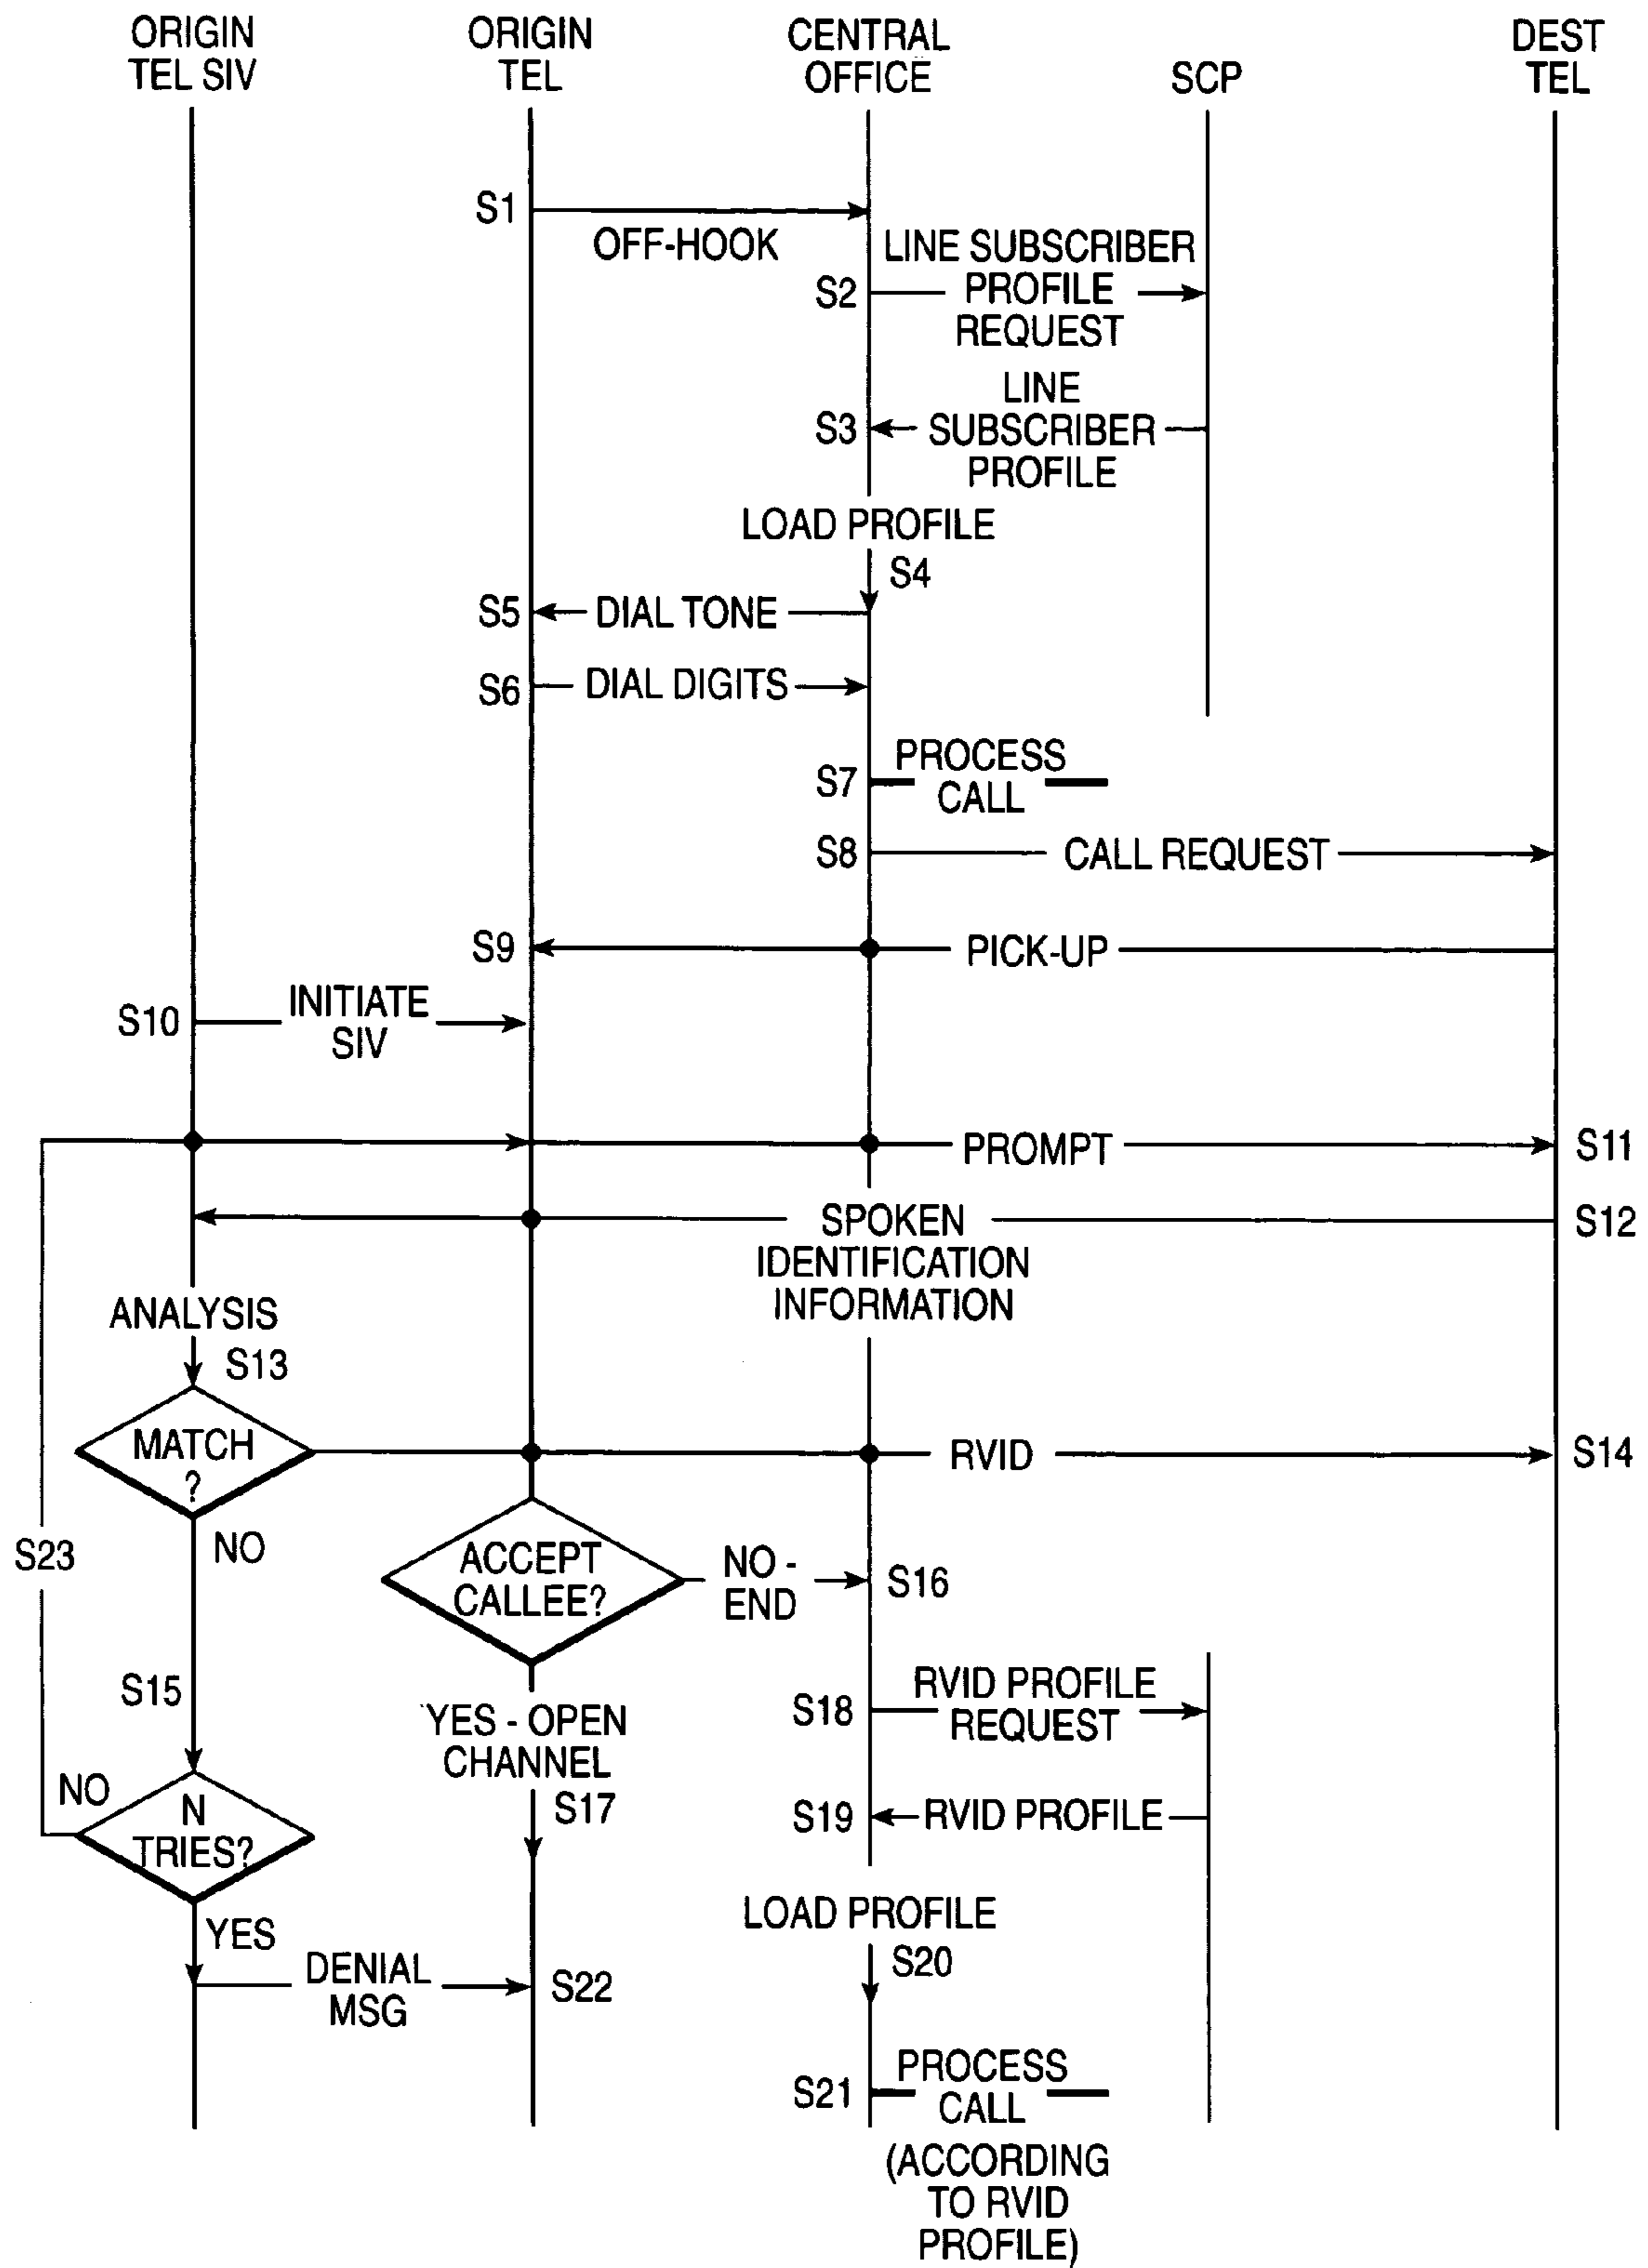 ORIGIN
TEL SIV
ORIGIN
TEL
CENTRAL
OFFICE
SCP
DEST
TEL
S1
OFF-HOOK
S2
LINE SUBSCRIBER
PROFILE
REQUEST
S3
LINE
SUBSCRIBER
PROFILE
LOAD PROFILE
S4
S5
DIAL TONE
S6
DIAL DIGITS
S7
PROCESS
CALL
S8
CALL REQUEST
S9
PICK-UP
S10
INITIATE
SIV
PROMPT
S11
SPOKEN
IDENTIFICATION
INFORMATION
S12
ANALYSIS
S13
MATCH
?
RVID
S14
NO
S23
ACCEPT
CALLEE?
NO -
END
S16
S15
YES - OPEN
CHANNEL
S17
S18
RVID PROFILE
REQUEST
S19
RVID PROFILE
NO
N
TRIES?
YES
LOAD PROFILE
S20
DENIAL
MSG
S22
S21
PROCESS
CALL
(ACCORDING
TO RVID
PROFILE)